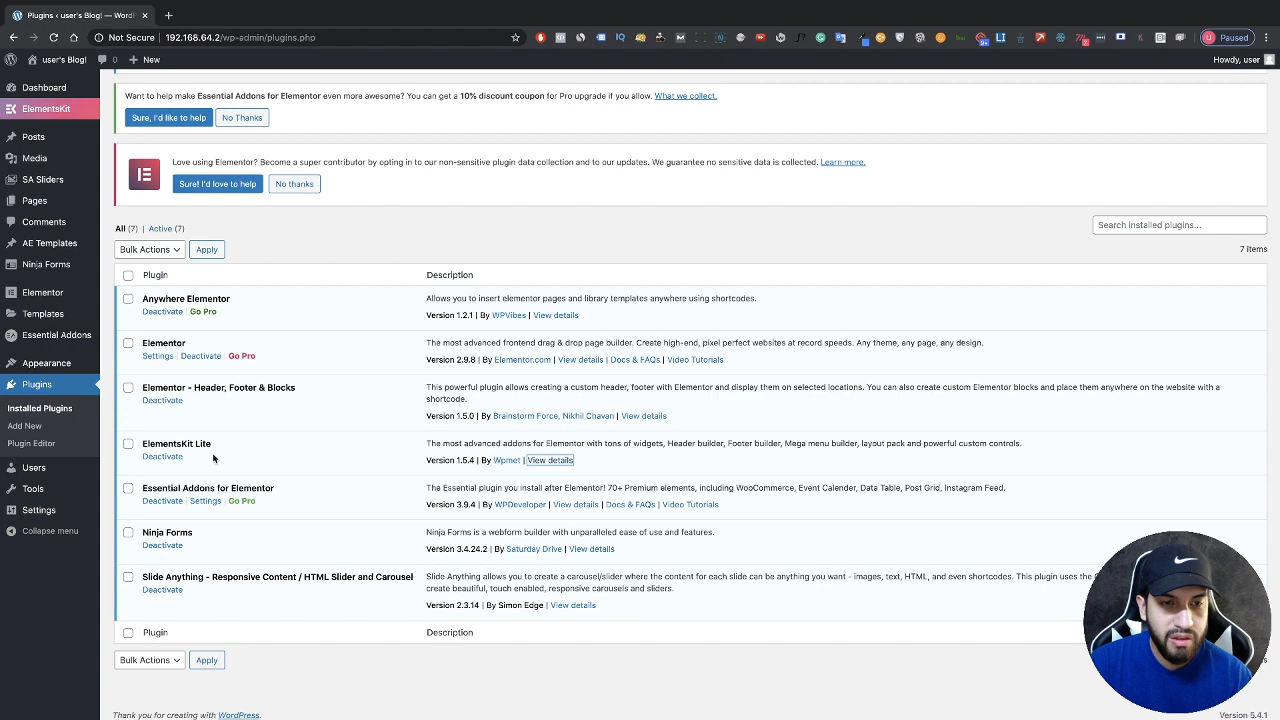 Plugins ‹ user's Blog! — WordP
Not Secure | 192.168.64.2/wp-admin/plugins.php
Paused
user's Blog! 0 New
Howdy, user
Dashboard
ElementsKit
Posts
Media
SA Sliders
Pages
Comments
AE Templates
Ninja Forms
Elementor
Templates
Essential Addons
Appearance
Plugins
Installed Plugins
Add New
Plugin Editor
Users
Tools
Settings
Collapse menu
Want to help make Essential Addons for Elementor even more awesome? You can get a 10% discount coupon for Pro upgrade if you allow. What we collect.
Sure, I'd like to help No Thanks
Love using Elementor? Become a super contributor by opting in to our non-sensitive plugin data collection and to our updates. We guarantee no sensitive data is collected. Learn more.
Sure! I'd love to help No thanks
All (7) | Active (7)
Search installed plugins...
Bulk Actions Apply
7 items
Plugin Description
Anywhere Elementor
Deactivate | Go Pro
Allows you to insert elementor pages and library templates anywhere using shortcodes.
Version 1.2.1 | By WPVibes | View details
Elementor
Settings | Deactivate | Go Pro
The most advanced frontend drag & drop page builder. Create high-end, pixel perfect websites at record speeds. Any theme, any page, any design.
Version 2.9.8 | By Elementor.com | View details | Docs & FAQs | Video Tutorials
Elementor - Header, Footer & Blocks
Deactivate
This powerful plugin allows creating a custom header, footer with Elementor and display them on selected locations. You can also create custom Elementor blocks and place them anywhere on the website with a
shortcode.
Version 1.5.0 | By Brainstorm Force, Nikhil Chavan | View details
ElementsKit Lite
Deactivate
The most advanced addons for Elementor with tons of widgets, Header builder, Footer builder, Mega menu builder, layout pack and powerful custom controls.
Version 1.5.4 | By Wpmet | View details
Essential Addons for Elementor
Deactivate | Settings | Go Pro
The Essential plugin you install after Elementor! 70+ Premium elements, including WooCommerce, Event Calender, Data Table, Post Grid, Instagram Feed.
Version 3.9.4 | By WPDeveloper | View details | Docs & FAQs | Video Tutorials
Ninja Forms
Deactivate
Ninja Forms is a webform builder with unparalleled ease of use and features.
Version 3.4.24.2 | By Saturday Drive | View details
Slide Anything - Responsive Content / HTML Slider and Carousel
Deactivate
Slide Anything allows you to create a carousel/slider where the content for each slide can be anything you want - images, text, HTML, and even shortcodes. This plugin uses the
create beautiful, touch enabled, responsive carousels and sliders.
Version 2.3.14 | By Simon Edge | View details
Plugin Description
Bulk Actions Apply
Thank you for creating with WordPress.
Version 5.4.1